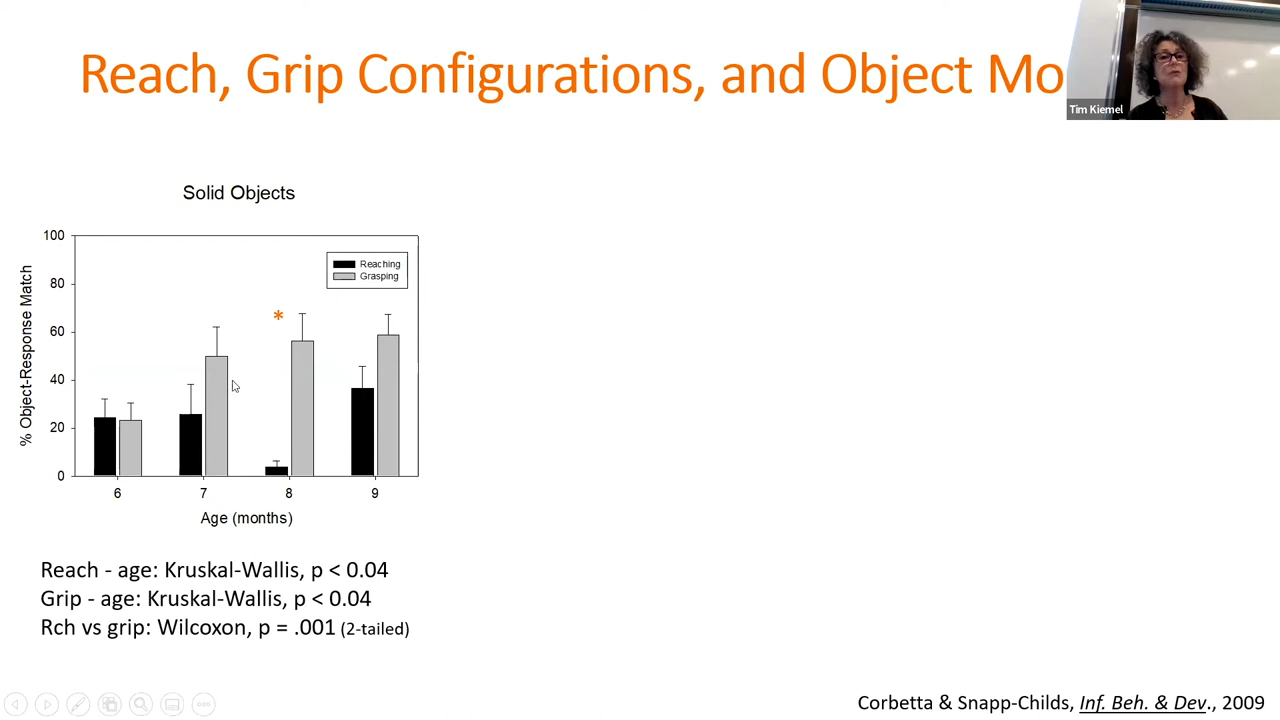 Reach, Grip Configurations, and Object Mo
Tim Kiemel
Solid Objects
100
80
60
40
20
0
% Object-Response Match
Reaching
Grasping
*
6 7 8 9
Age (months)
Reach - age: Kruskal-Wallis, p < 0.04
Grip - age: Kruskal-Wallis, p < 0.04
Rch vs grip: Wilcoxon, p = .001 (2-tailed)
Corbetta & Snapp-Childs, Inf. Beh. & Dev., 2009